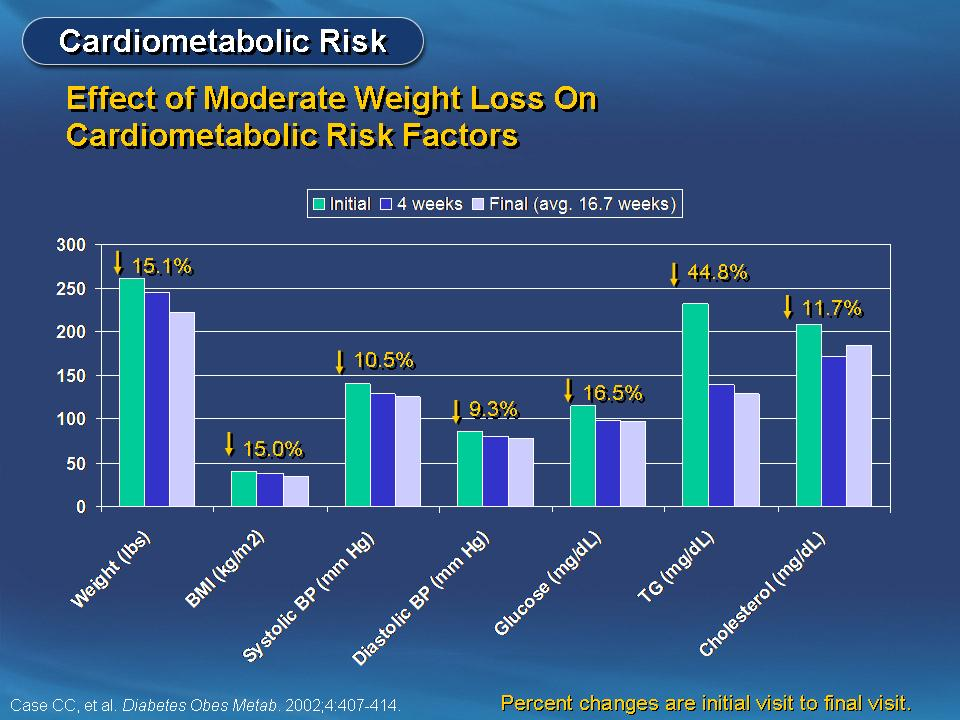 Cardiometabolic Risk
Effect of Moderate Weight Loss On
Cardiometabolic Risk Factors
Initial 4 weeks Final (avg. 16.7 weeks)
300
250
200
150
100
50
0
15.1%
15.0%
10.5%
9.3%
16.5%
44.8%
11.7%
Weight (lbs)
BMI (kg/m2)
Systolic BP (mm Hg)
Diastolic BP (mm Hg)
Glucose (mg/dL)
TG (mg/dL)
Cholesterol (mg/dL)
Case CC, et al. Diabetes Obes Metab. 2002;4:407-414.
Percent changes are initial visit to final visit.